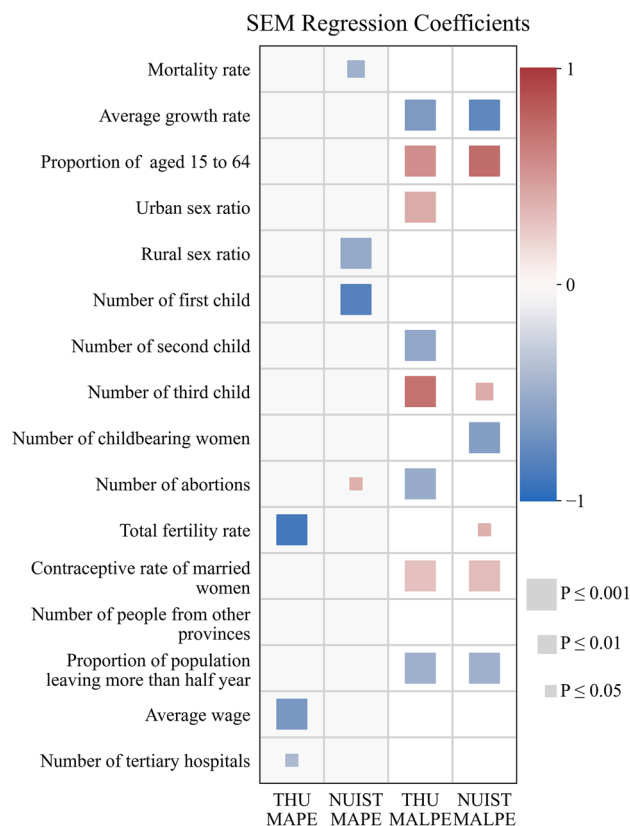 SEM Regression Coefficients
Mortality rate
Average growth rate
Proportion of aged 15 to 64
Urban sex ratio
Rural sex ratio
Number of first child
Number of second child
Number of third child
Number of childbearing women
Number of abortions
Total fertility rate
Contraceptive rate of married
women
Number of people from other
provinces
Proportion of population
leaving more than half year
Average wage
Number of tertiary hospitals
THU NUIST THU NUIST
MAPE MAPE MALPE MALPE
1
0
−1
P ≤ 0.001
P ≤ 0.01
P ≤ 0.05